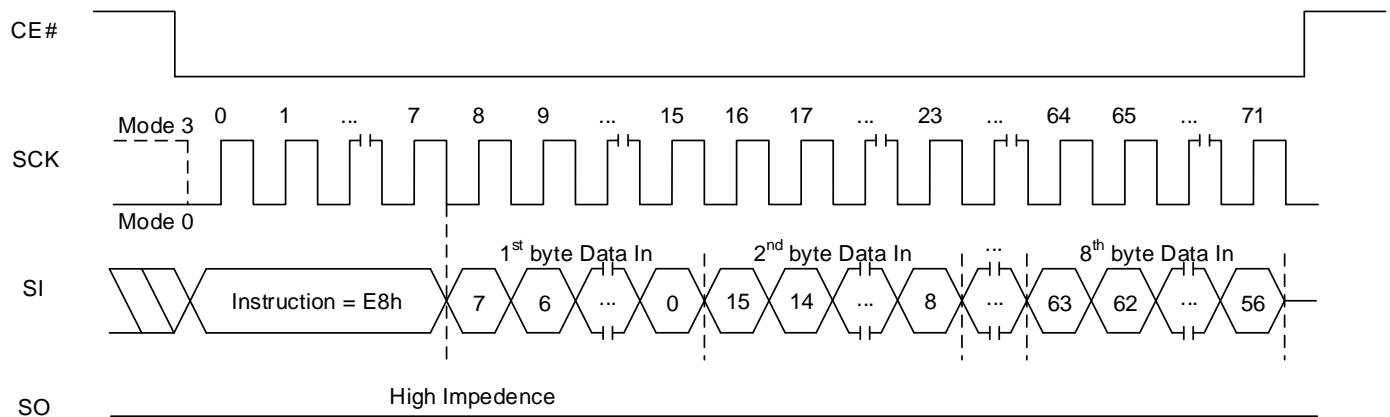 CE#
0 1 ... 7 8 9 ... 15 16 17 ... 23 ... 64 65 ... 71
Mode 3
SCK
Mode 0
1st byte Data In 2nd byte Data In ... 8th byte Data In
SI
Instruction = E8h 7 6 ... 0 15 14 ... 8 ... 63 62 ... 56
High Impedence
SO